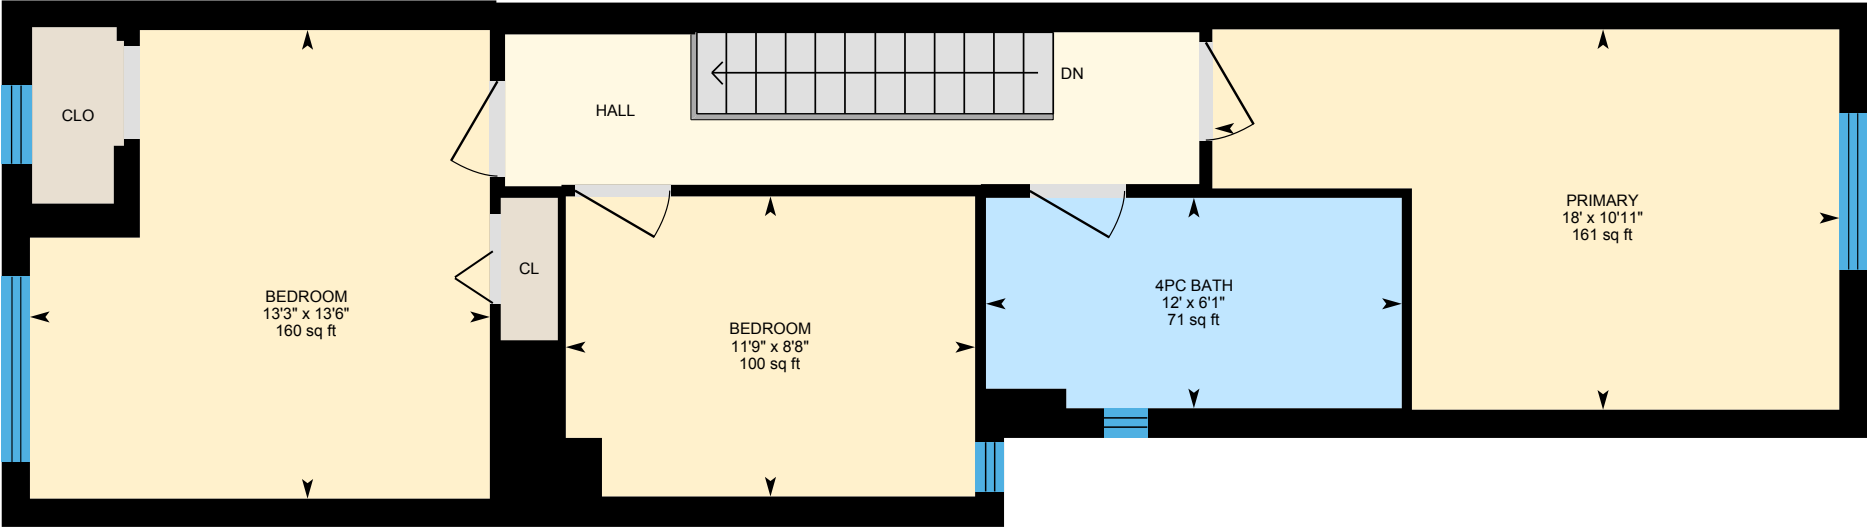 CLO
BEDROOM
13'3" x 13'6"
160 sq ft
HALL
DN
CL
BEDROOM
11'9" x 8'8"
100 sq ft
4PC BATH
12' x 6'1"
71 sq ft
PRIMARY
18' x 10'11"
161 sq ft